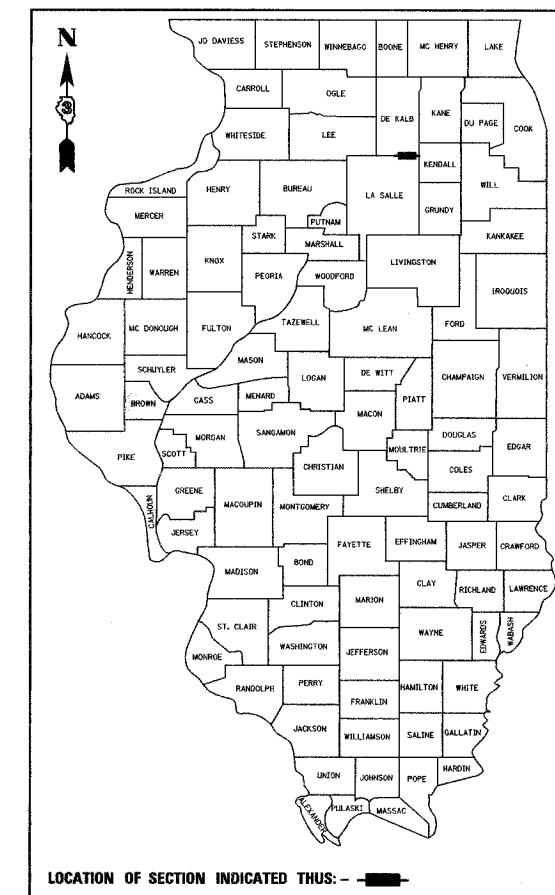 N
JO DAVIESS
STEPHENSON
WINNEBAGO
BOONE
MC HENRY
LAKE
CARROLL
OGLE
DE KALB
KANE
DU PAGE
COOK
WHITESIDE
LEE
KENDALL
WILL
ROCK ISLAND
HENRY
BUREAU
LA SALLE
GRUNDY
MERCER
PUTNAM
KANKAKEE
STARK
MARSHALL
HENDERSON
WARREN
KNOX
PEORIA
WOODFORD
LIVINGSTON
IROQUOIS
HANCOCK
MC DONOUGH
FULTON
TAZEWELL
MC LEAN
FORD
MASON
SCHUYLER
LOGAN
DE WITT
CHAMPAIGN
VERMILION
ADAMS
BROWN
CASS
MENARD
MACON
PIATT
PIKE
SCOTT
MORGAN
SANGAMON
MOULTRIE
DOUGLAS
EDGAR
CHRISTIAN
COLES
CALHOUN
GREENE
MACOUPIN
MONTGOMERY
SHELBY
CUMBERLAND
CLARK
JERSEY
FAYETTE
EFFINGHAM
JASPER
CRAWFORD
MADISON
BOND
CLAY
RICHLAND
LAWRENCE
CLINTON
MARION
ST. CLAIR
WAYNE
EDWARDS
WABASH
WASHINGTON
JEFFERSON
MONROE
RANDOLPH
PERRY
HAMILTON
WHITE
FRANKLIN
JACKSON
WILLIAMSON
SALINE
GALLATIN
UNION
JOHNSON
POPE
HARDIN
ALEXANDER
PULASKI
MASSAC
LOCATION OF SECTION INDICATED THUS: -